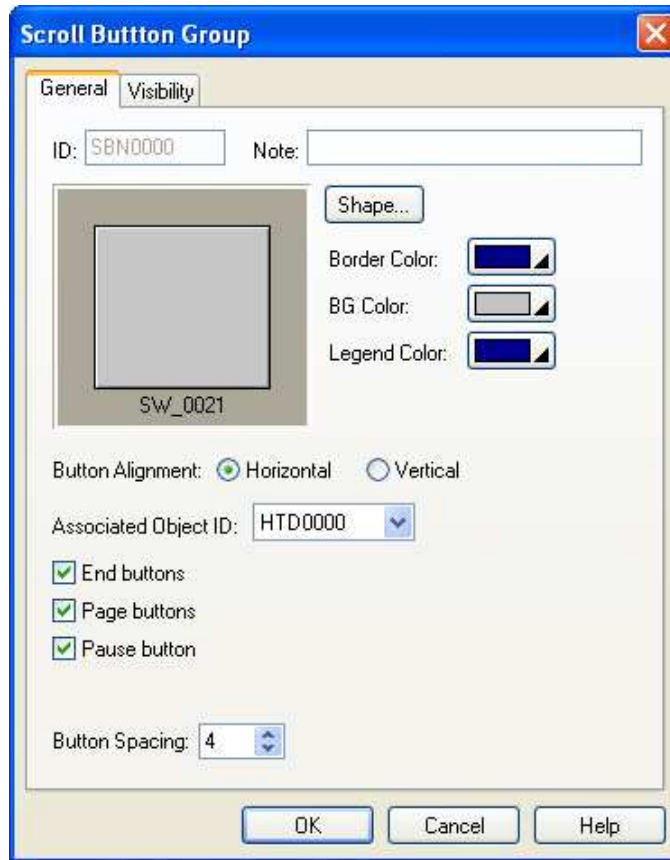 Scroll Buttton Group
General Visibility
ID: SBN0000 Note:
Shape...
Border Color:
BG Color:
Legend Color:
SW_0021
Button Alignment: Horizontal Vertical
Associated Object ID: HTD0000
End buttons
Page buttons
Pause button
Button Spacing: 4
OK Cancel Help